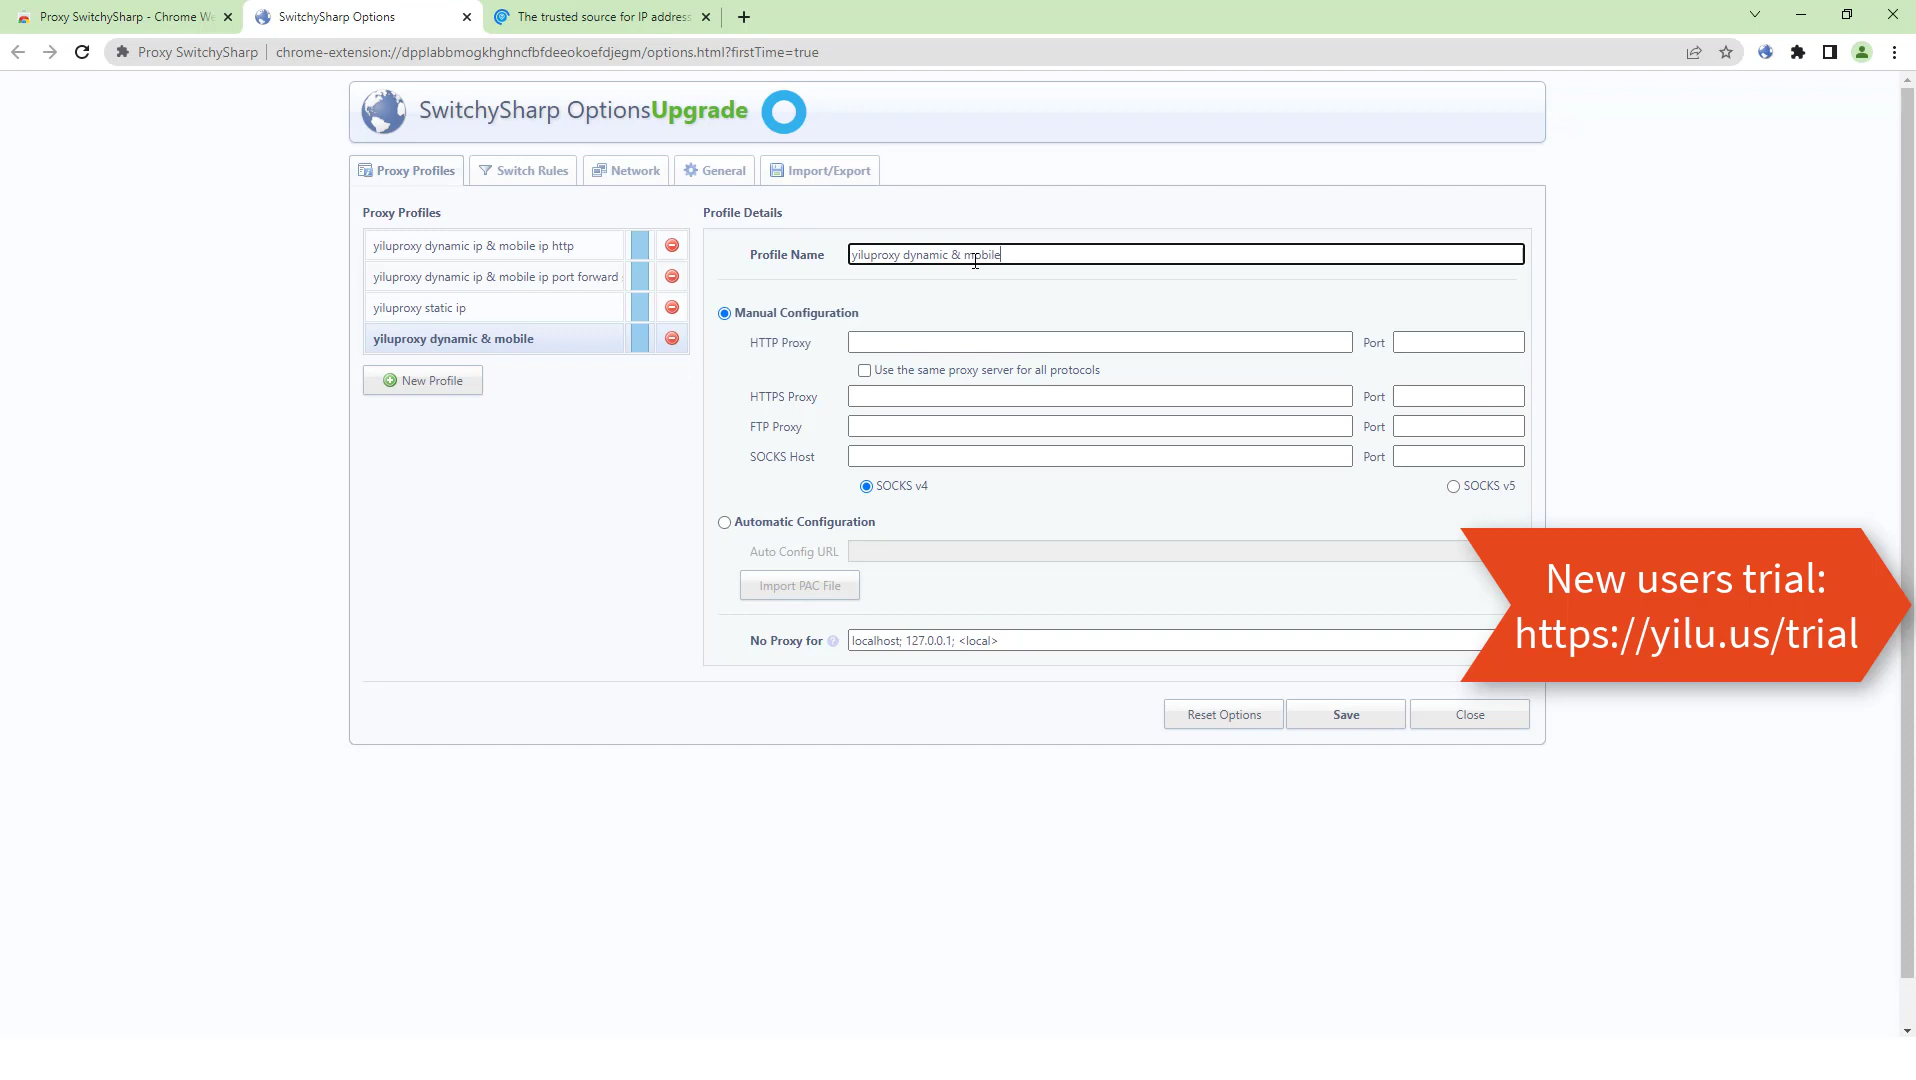 Proxy SwitchySharp - Chrome We
SwitchySharp Options
The trusted source for IP address
Proxy SwitchySharp
chrome-extension://dpplabbmogkhghncfbfdeeokoefdjegm/options.html?firstTime=true
SwitchySharp OptionsUpgrade
Proxy Profiles
Switch Rules
Network
General
Import/Export
Proxy Profiles
yiluproxy dynamic ip & mobile ip http
yiluproxy dynamic ip & mobile ip port forward
yiluproxy static ip
yiluproxy dynamic & mobile
New Profile
Profile Details
Profile Name
yiluproxy dynamic & mobile
Manual Configuration
HTTP Proxy
Port
Use the same proxy server for all protocols
HTTPS Proxy
Port
FTP Proxy
Port
SOCKS Host
Port
SOCKS v4
SOCKS v5
Automatic Configuration
Auto Config URL
Import PAC File
No Proxy for
localhost; 127.0.0.1; <local>
New users trial:
https://yilu.us/trial
Reset Options
Save
Close